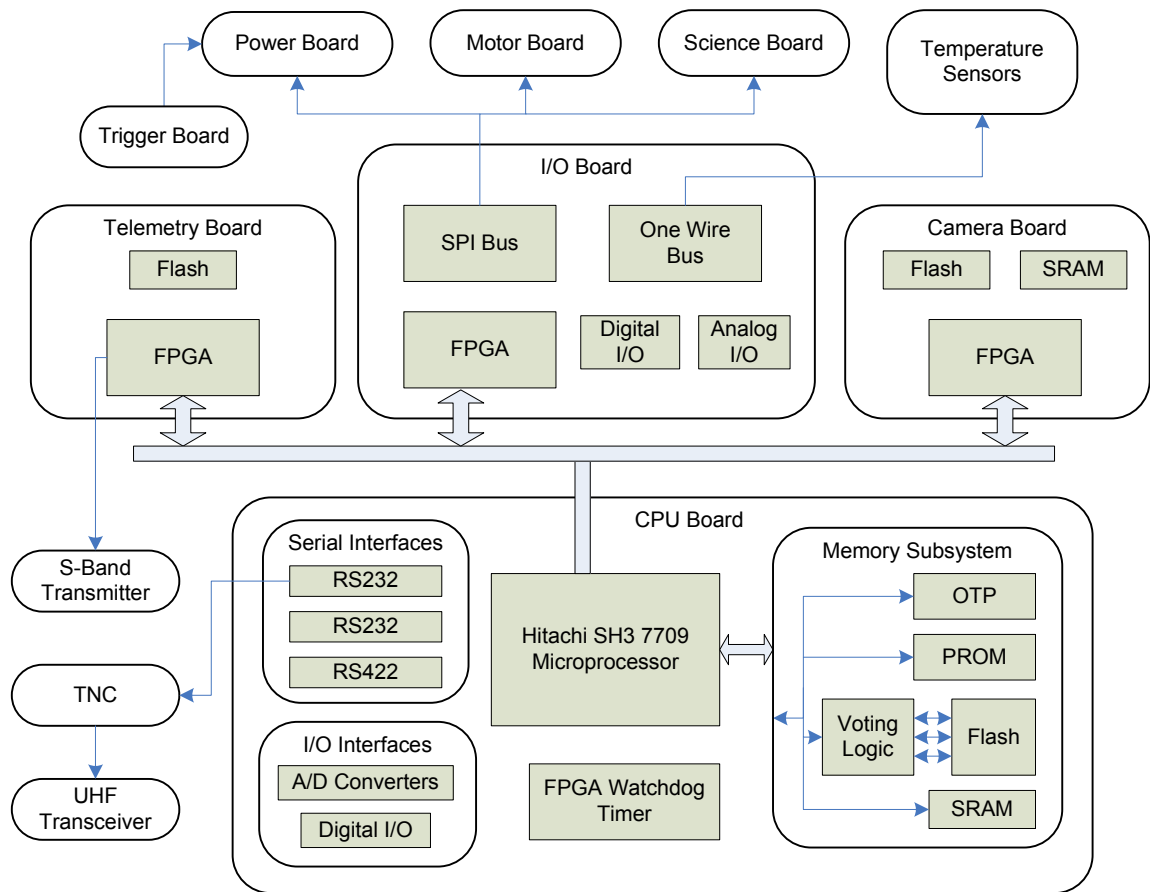 Power Board
Motor Board
Science Board
Temperature
Sensors
Trigger Board
I/O Board
Telemetry Board
Flash
FPGA
SPI Bus
One Wire
Bus
FPGA
Digital
I/O
Analog
I/O
Camera Board
Flash
SRAM
FPGA
CPU Board
S-Band
Transmitter
TNC
UHF
Transceiver
Serial Interfaces
RS232
RS232
RS422
I/O Interfaces
A/D Converters
Digital I/O
Hitachi SH3 7709
Microprocessor
FPGA Watchdog
Timer
Memory Subsystem
OTP
PROM
Voting
Logic
Flash
SRAM